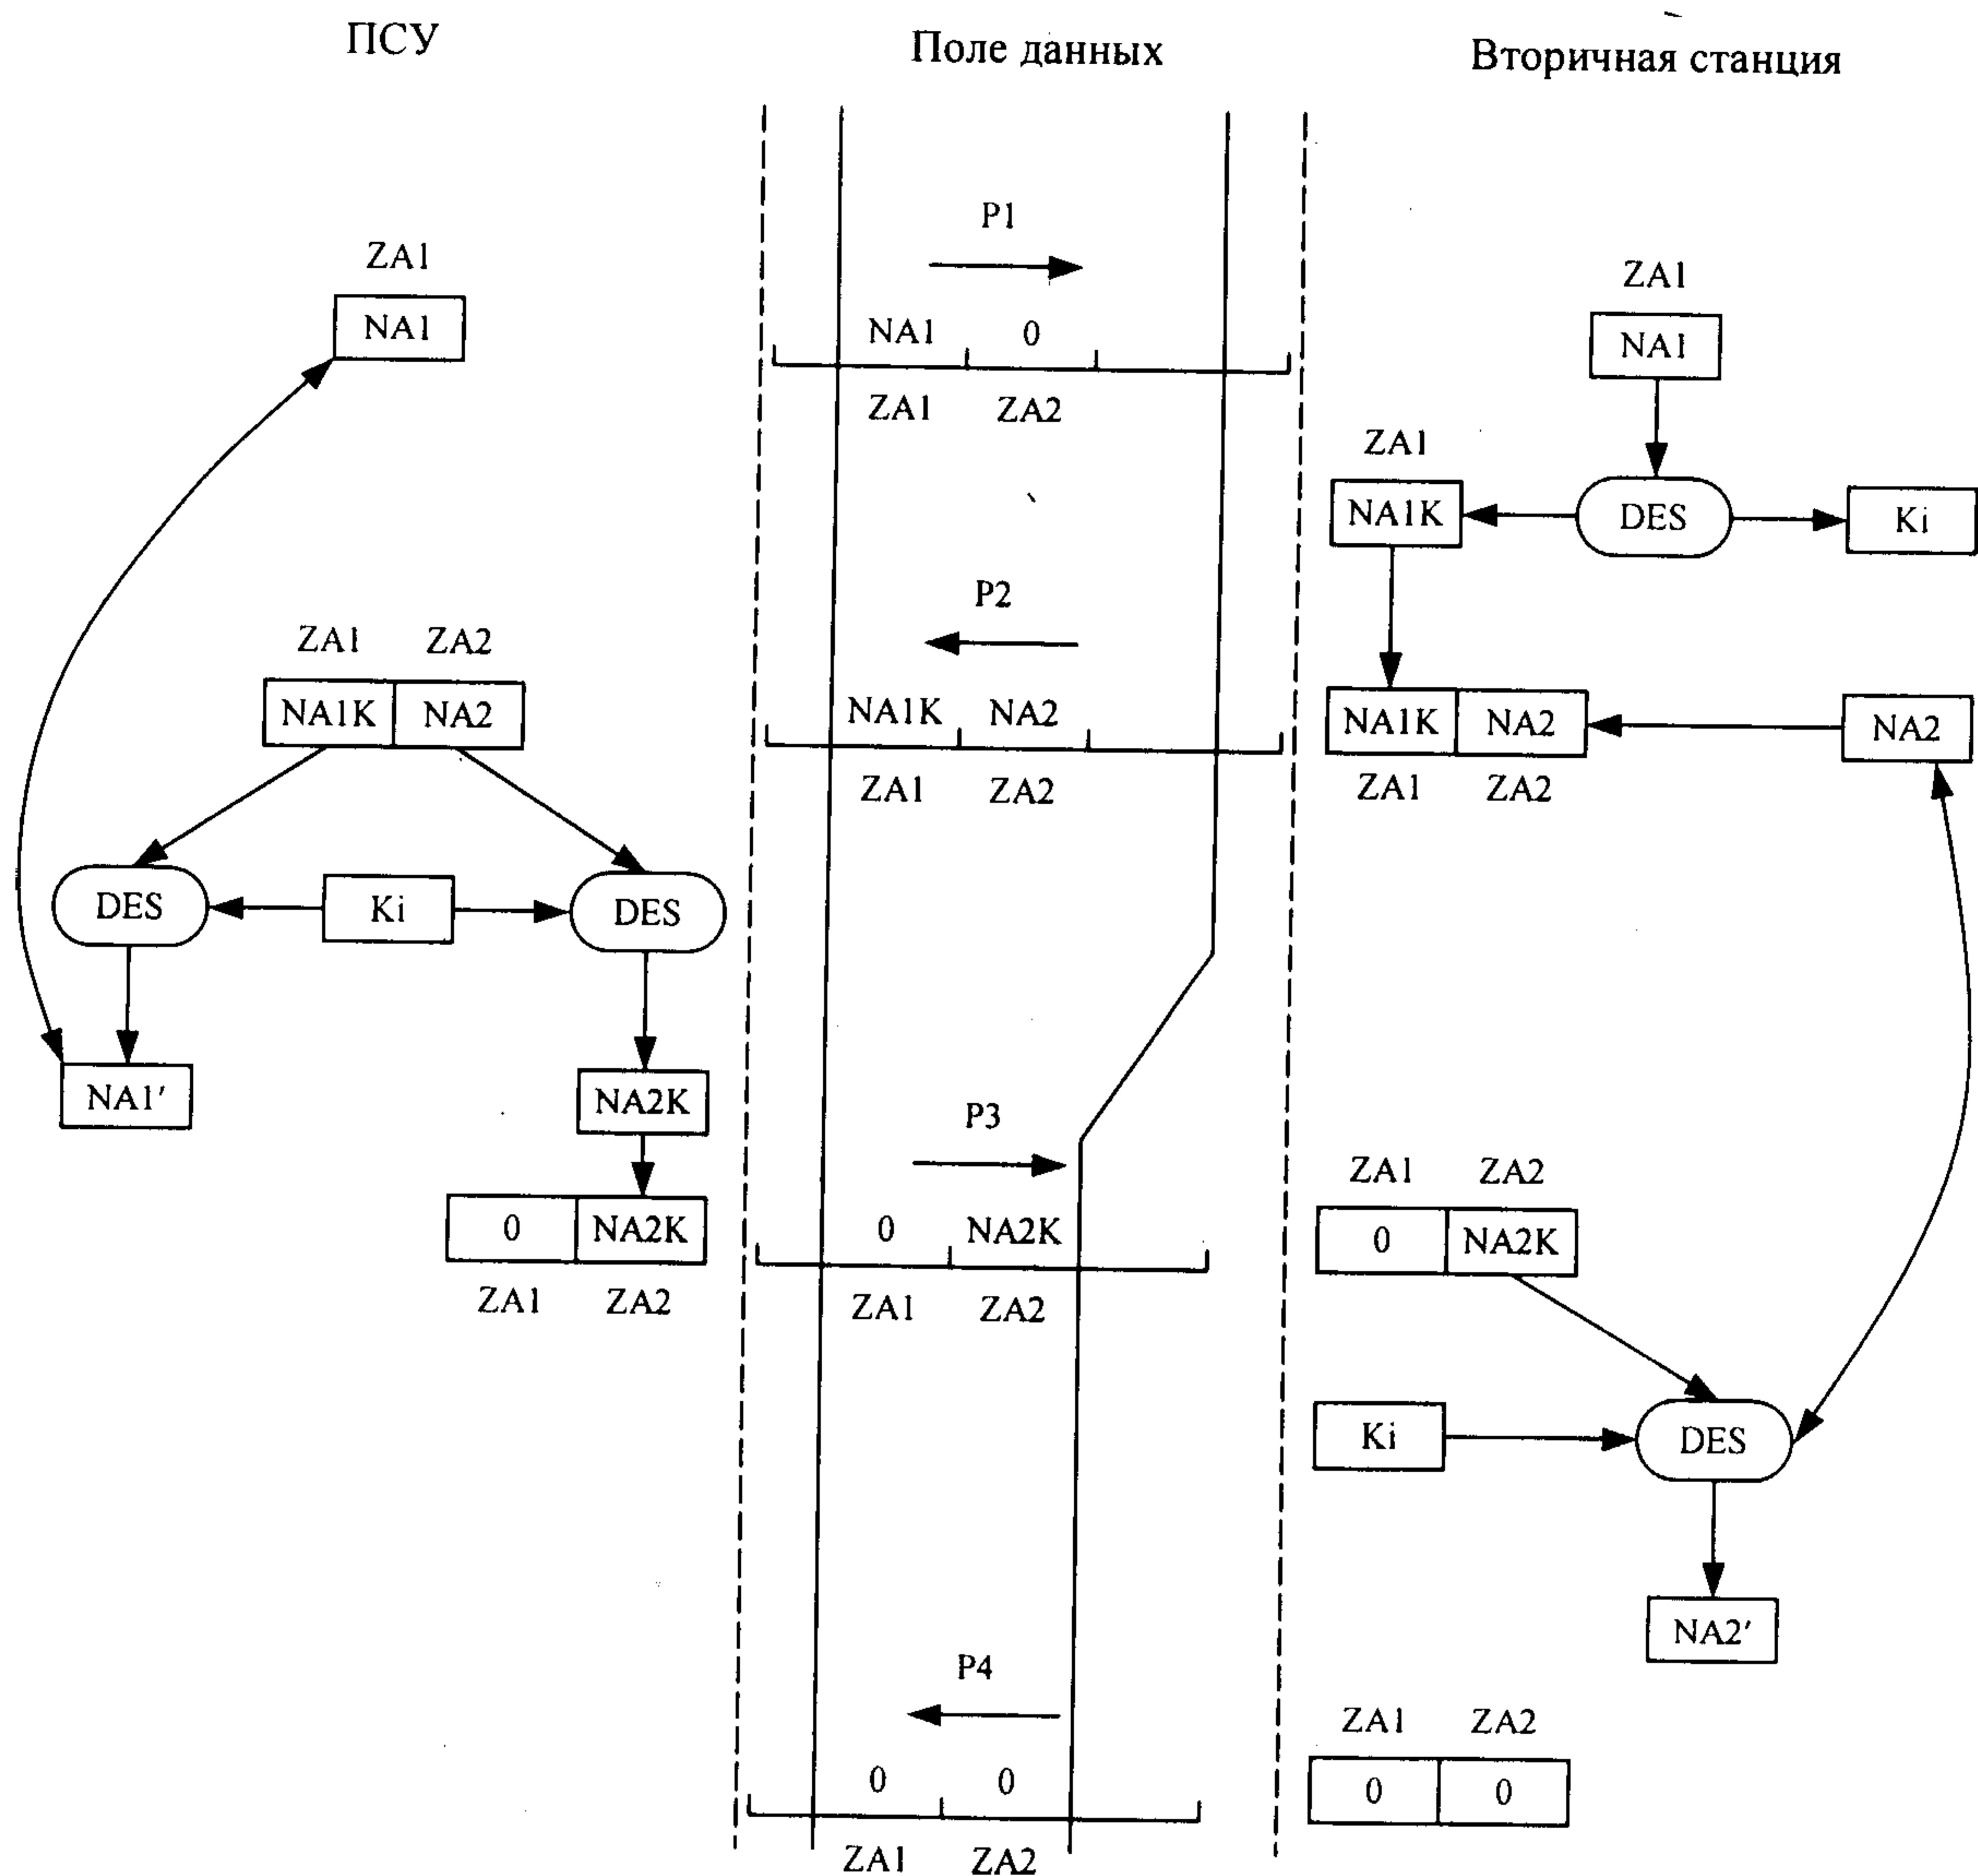 ПСУ
Поле данных
Вторичная станция
P1
ZA1
NA1
NA1 0
ZA1 ZA2
ZA1
NA1
ZA1
NA1K
DES
Ki
P2
ZA1 ZA2
NA1K NA2
NA1K NA2
ZA1 ZA2
NA1K NA2
ZA1 ZA2
NA2
DES
Ki
DES
NA1′
NA2K
0 NA2K
ZA1 ZA2
P3
0 NA2K
ZA1 ZA2
ZA1 ZA2
0 NA2K
Ki
DES
NA2′
P4
0 0
ZA1 ZA2
ZA1 ZA2
0 0